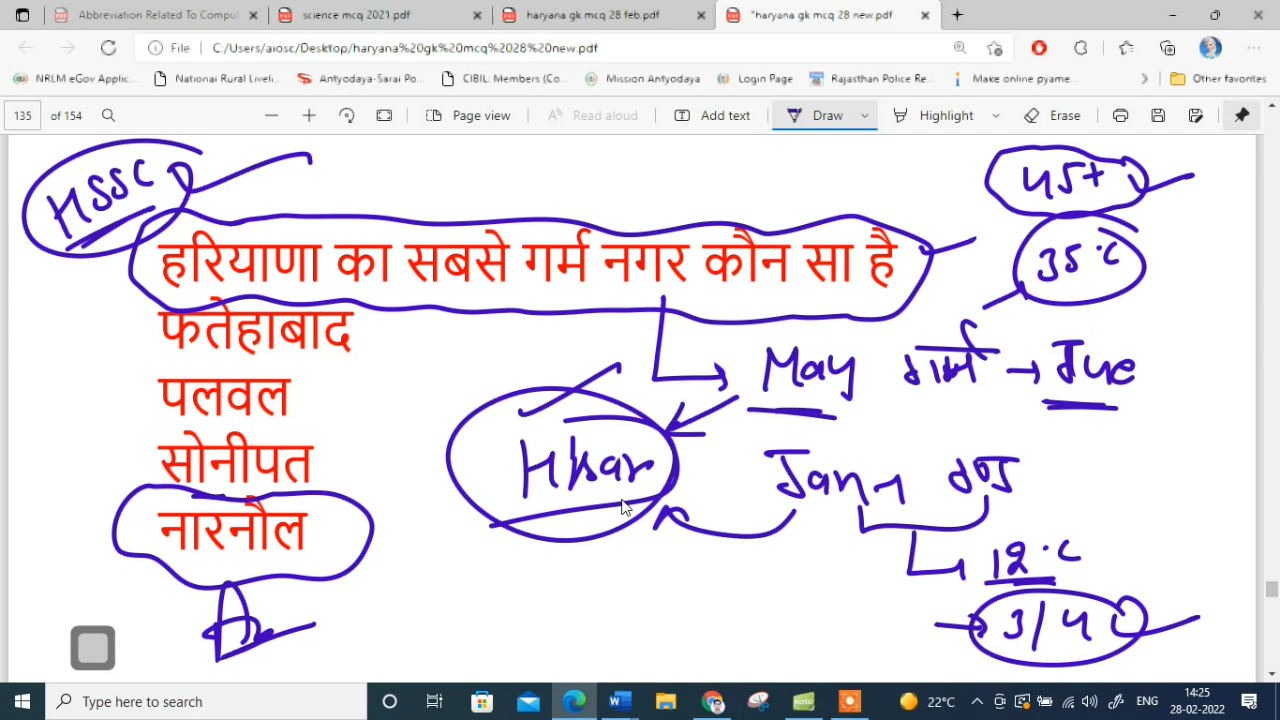 Abbreviation Related To Comput
science mcq 2021.pdf
haryana gk mcq 28 feb.pdf
*haryana gk mcq 28 new.pdf
File
C:/Users/aiosc/Desktop/haryana%20gk%20mcq%2028%20new.pdf
NRLM eGov Applic...
National Rural Liveli...
Antyodaya-Saral Po...
CIBIL: Members (Co...
Mission Antyodaya
Login Page
Rajasthan Police Re...
Make online pyame...
Other favorites
135 of 154
Page view
Read aloud
Add text
Draw
Highlight
Erase
HSSC
45+
हरियाणा का सबसे गर्म नगर कौन सा है
35°C
फतेहाबाद
May
गर्म
पलवल
Hisar
सोनीपत
Jan
नारनौल
12°C
3/4
Type here to search
22°C
ENG
14:25
28-02-2022